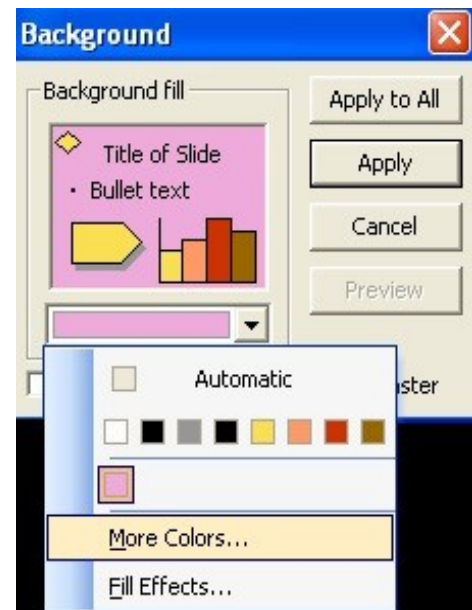 Background
Background fill
Title of Slide
• Bullet text
Apply to All
Apply
Cancel
Preview
Automatic
More Colors...
Fill Effects...